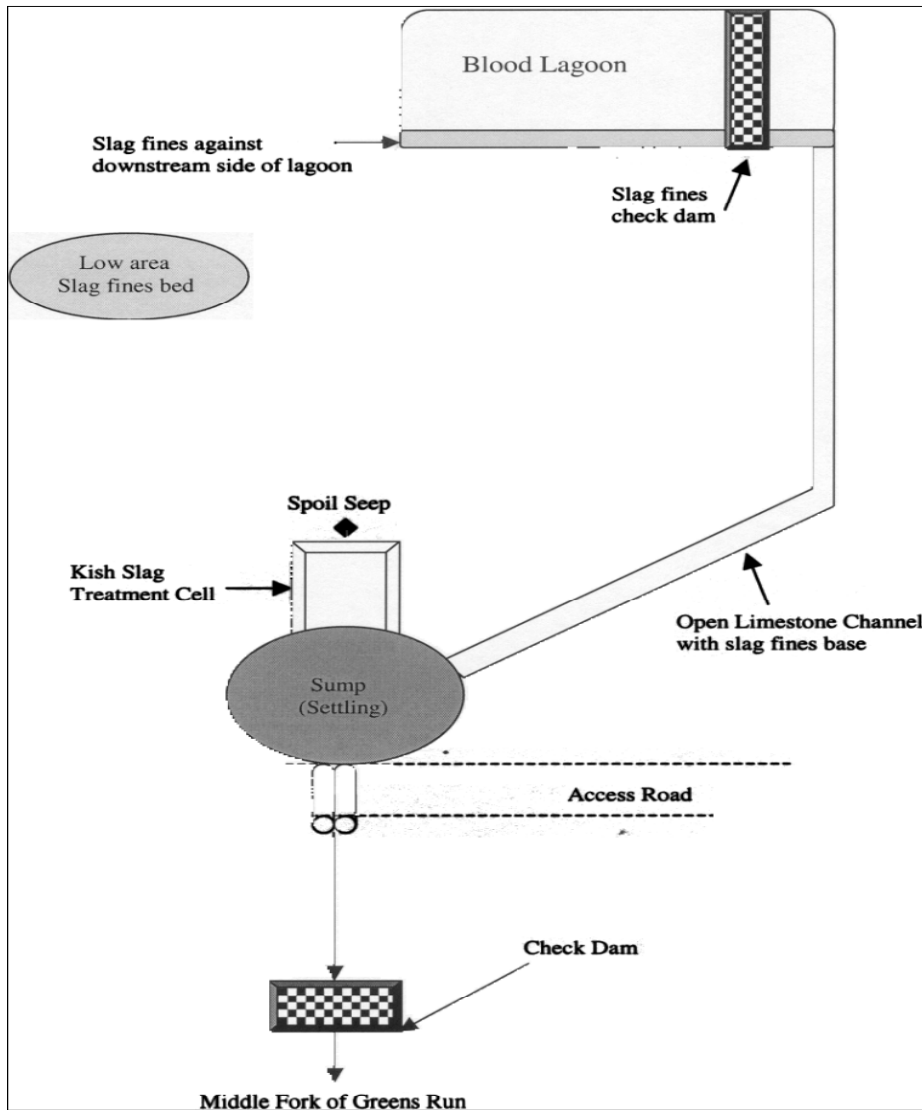 Blood Lagoon
Slag fines against
downstream side of lagoon
Slag fines
check dam
Low area
Slag fines bed
Spoil Seep
Kish Slag
Treatment Cell
Open Limestone Channel
with slag fines base
Sump
(Settling)
Access Road
Check Dam
Middle Fork of Greens Run